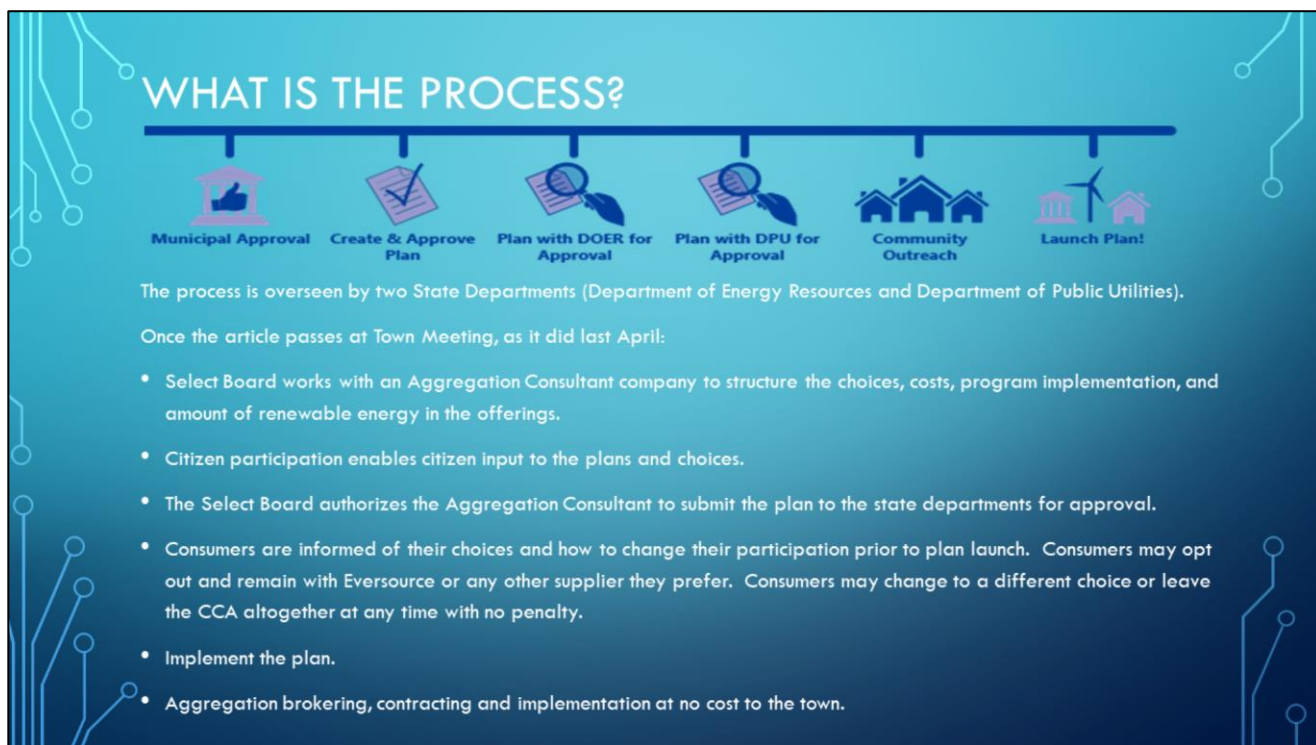 WHAT IS THE PROCESS?
Municipal Approval
Create & Approve
Plan
Plan with DOER for
Approval
Plan with DPU for
Approval
Community
Outreach
Launch Plan!
The process is overseen by two State Departments (Department of Energy Resources and Department of Public Utilities).
Once the article passes at Town Meeting, as it did last April:
• Select Board works with an Aggregation Consultant company to structure the choices, costs, program implementation, and
amount of renewable energy in the offerings.
• Citizen participation enables citizen input to the plans and choices.
• The Select Board authorizes the Aggregation Consultant to submit the plan to the state departments for approval.
• Consumers are informed of their choices and how to change their participation prior to plan launch.  Consumers may opt
out and remain with Eversource or any other supplier they prefer.  Consumers may change to a different choice or leave
the CCA altogether at any time with no penalty.
• Implement the plan.
• Aggregation brokering, contracting and implementation at no cost to the town.